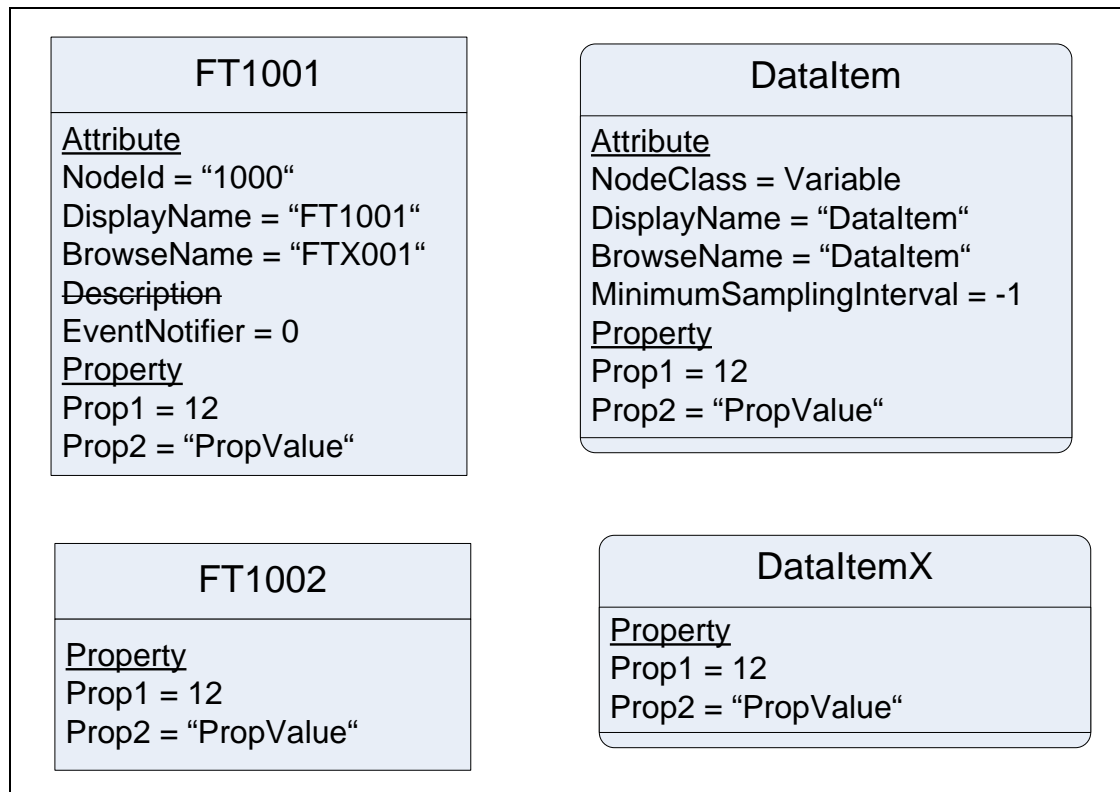 FT1001
Attribute
NodeId = “1000“
DisplayName = “FT1001“
BrowseName = “FTX001“
Description
EventNotifier = 0
Property
Prop1 = 12
Prop2 = “PropValue“
DataItem
Attribute
NodeClass = Variable
DisplayName = “DataItem“
BrowseName = “DataItem“
MinimumSamplingInterval = -1
Property
Prop1 = 12
Prop2 = “PropValue“
FT1002
Property
Prop1 = 12
Prop2 = “PropValue“
DataItemX
Property
Prop1 = 12
Prop2 = “PropValue“